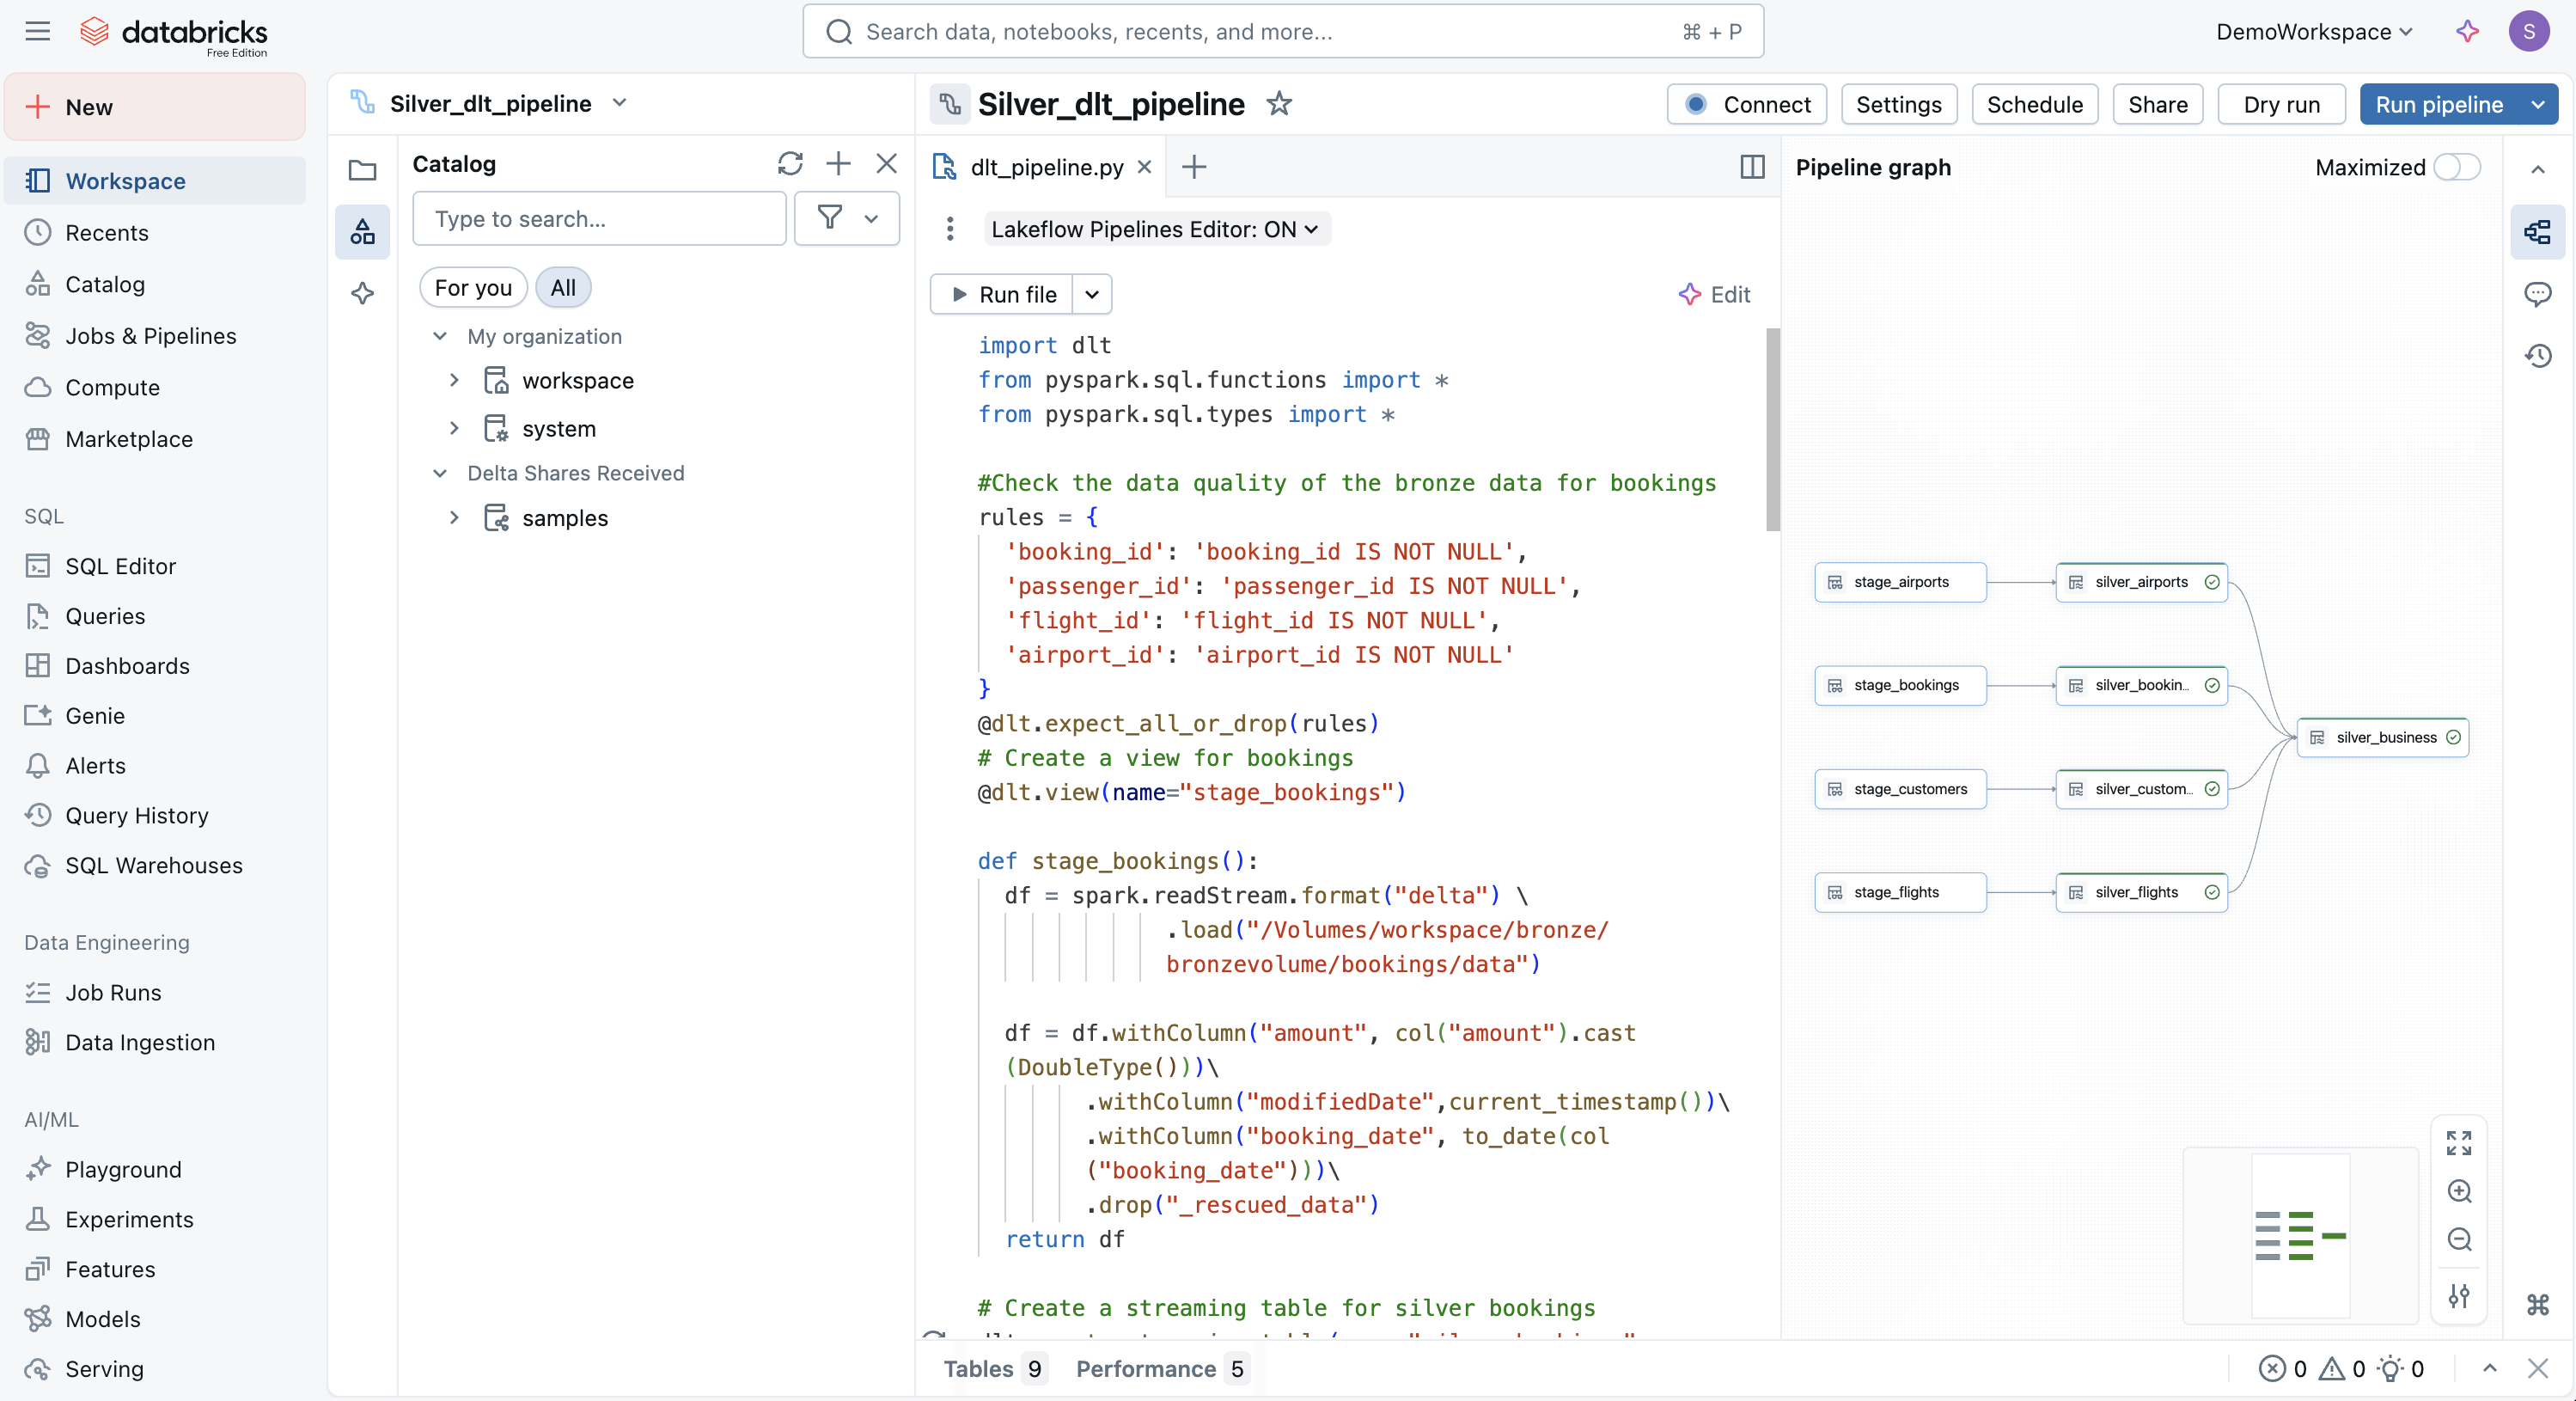 databricks
Free Edition
Search data, notebooks, recents, and more...
⌘ + P
DemoWorkspace
S
New
Workspace
Recents
Catalog
Jobs & Pipelines
Compute
Marketplace
SQL
SQL Editor
Queries
Dashboards
Genie
Alerts
Query History
SQL Warehouses
Data Engineering
Job Runs
Data Ingestion
AI/ML
Playground
Experiments
Features
Models
Serving
Silver_dlt_pipeline
Catalog
Type to search...
For you
All
My organization
workspace
system
Delta Shares Received
samples
Silver_dlt_pipeline
Connect
Settings
Schedule
Share
Dry run
Run pipeline
dlt_pipeline.py
Lakeflow Pipelines Editor: ON
Run file
Edit
import dlt
from pyspark.sql.functions import *
from pyspark.sql.types import *
#Check the data quality of the bronze data for bookings
rules = {
'booking_id': 'booking_id IS NOT NULL',
'passenger_id': 'passenger_id IS NOT NULL',
'flight_id': 'flight_id IS NOT NULL',
'airport_id': 'airport_id IS NOT NULL'
}
@dlt.expect_all_or_drop(rules)
# Create a view for bookings
@dlt.view(name="stage_bookings")
def stage_bookings():
df = spark.readStream.format("delta") \
.load("/Volumes/workspace/bronze/
bronzevolume/bookings/data")
df = df.withColumn("amount", col("amount").cast
(DoubleType()))\
.withColumn("modifiedDate",current_timestamp())\
.withColumn("booking_date", to_date(col
("booking_date")))\
.drop("_rescued_data")
return df
# Create a streaming table for silver bookings
Pipeline graph
Maximized
stage_airports
silver_airports
stage_bookings
silver_bookin...
silver_business
stage_customers
silver_custom...
stage_flights
silver_flights
Tables 9
Performance 5
0
0
0